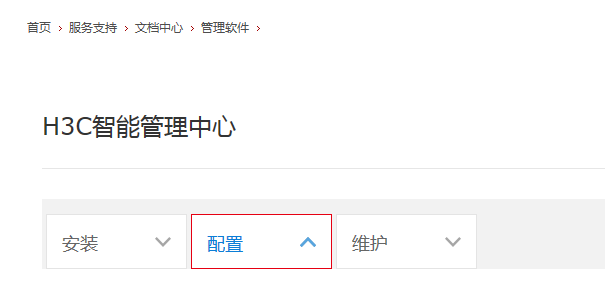 首页 › 服务支持 › 文档中心 › 管理软件 ›
H3C智能管理中心
安装 配置 维护